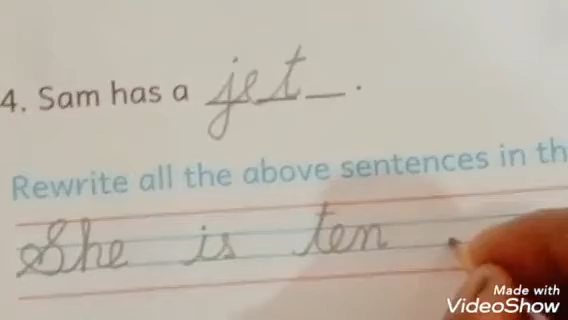 4. Sam has a jet.
Rewrite all the above sentences in th
She is ten
Made with
VideoShow